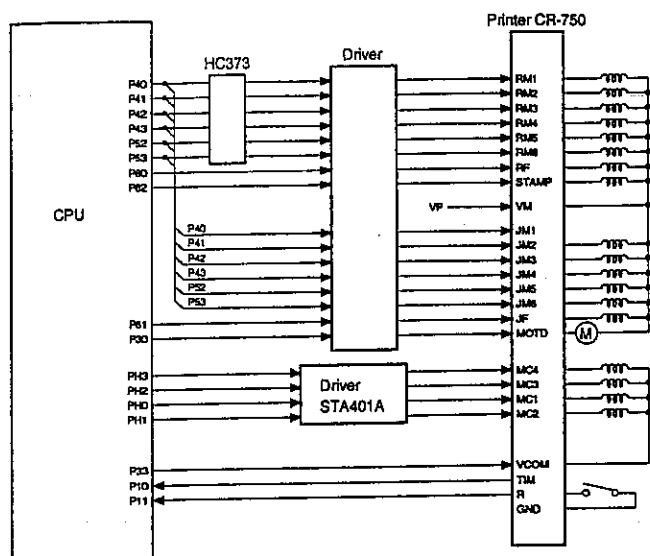 Printer CR-750
HC373
Driver
P40
P41
P42
P43
P52
P53
P60
P62
CPU
P40
P41
P42
P43
P52
P53
P61
P30
PH3
PH2
PH0
PH1
Driver
STA401A
P33
P10
P11
RM1
RM2
RM3
RM4
RM5
RM6
RF
STAMP
VP
VM
JM1
JM2
JM3
JM4
JM5
JM6
JF
MOTD
M
MC4
MC3
MC1
MC2
VCOM
TIM
R
GND